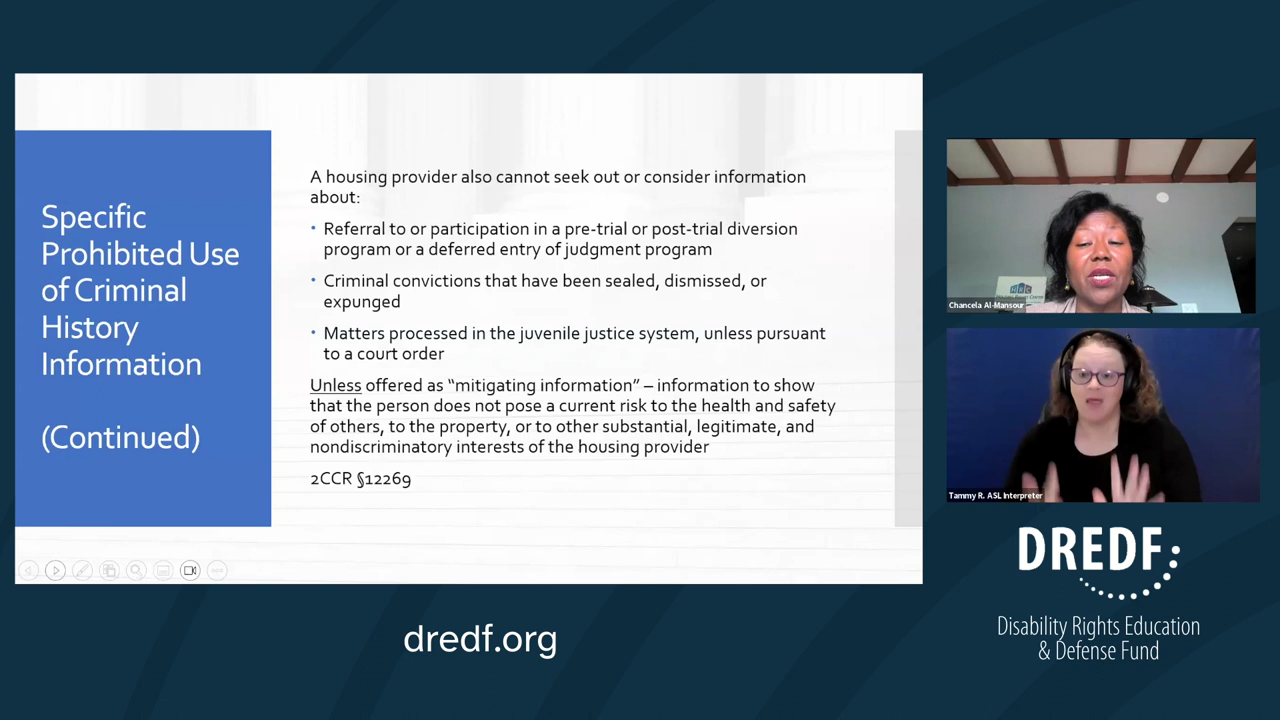 Specific
Prohibited Use
of Criminal
History
Information
(Continued)
A housing provider also cannot seek out or consider information
about:
• Referral to or participation in a pre-trial or post-trial diversion
program or a deferred entry of judgment program
• Criminal convictions that have been sealed, dismissed, or
expunged
• Matters processed in the juvenile justice system, unless pursuant
to a court order
Unless offered as “mitigating information” – information to show
that the person does not pose a current risk to the health and safety
of others, to the property, or to other substantial, legitimate, and
nondiscriminatory interests of the housing provider
2CCR §12269
Chancela Al-Mansour
Tammy R. ASL Interpreter
DREDF:
Disability Rights Education
& Defense Fund
dredf.org